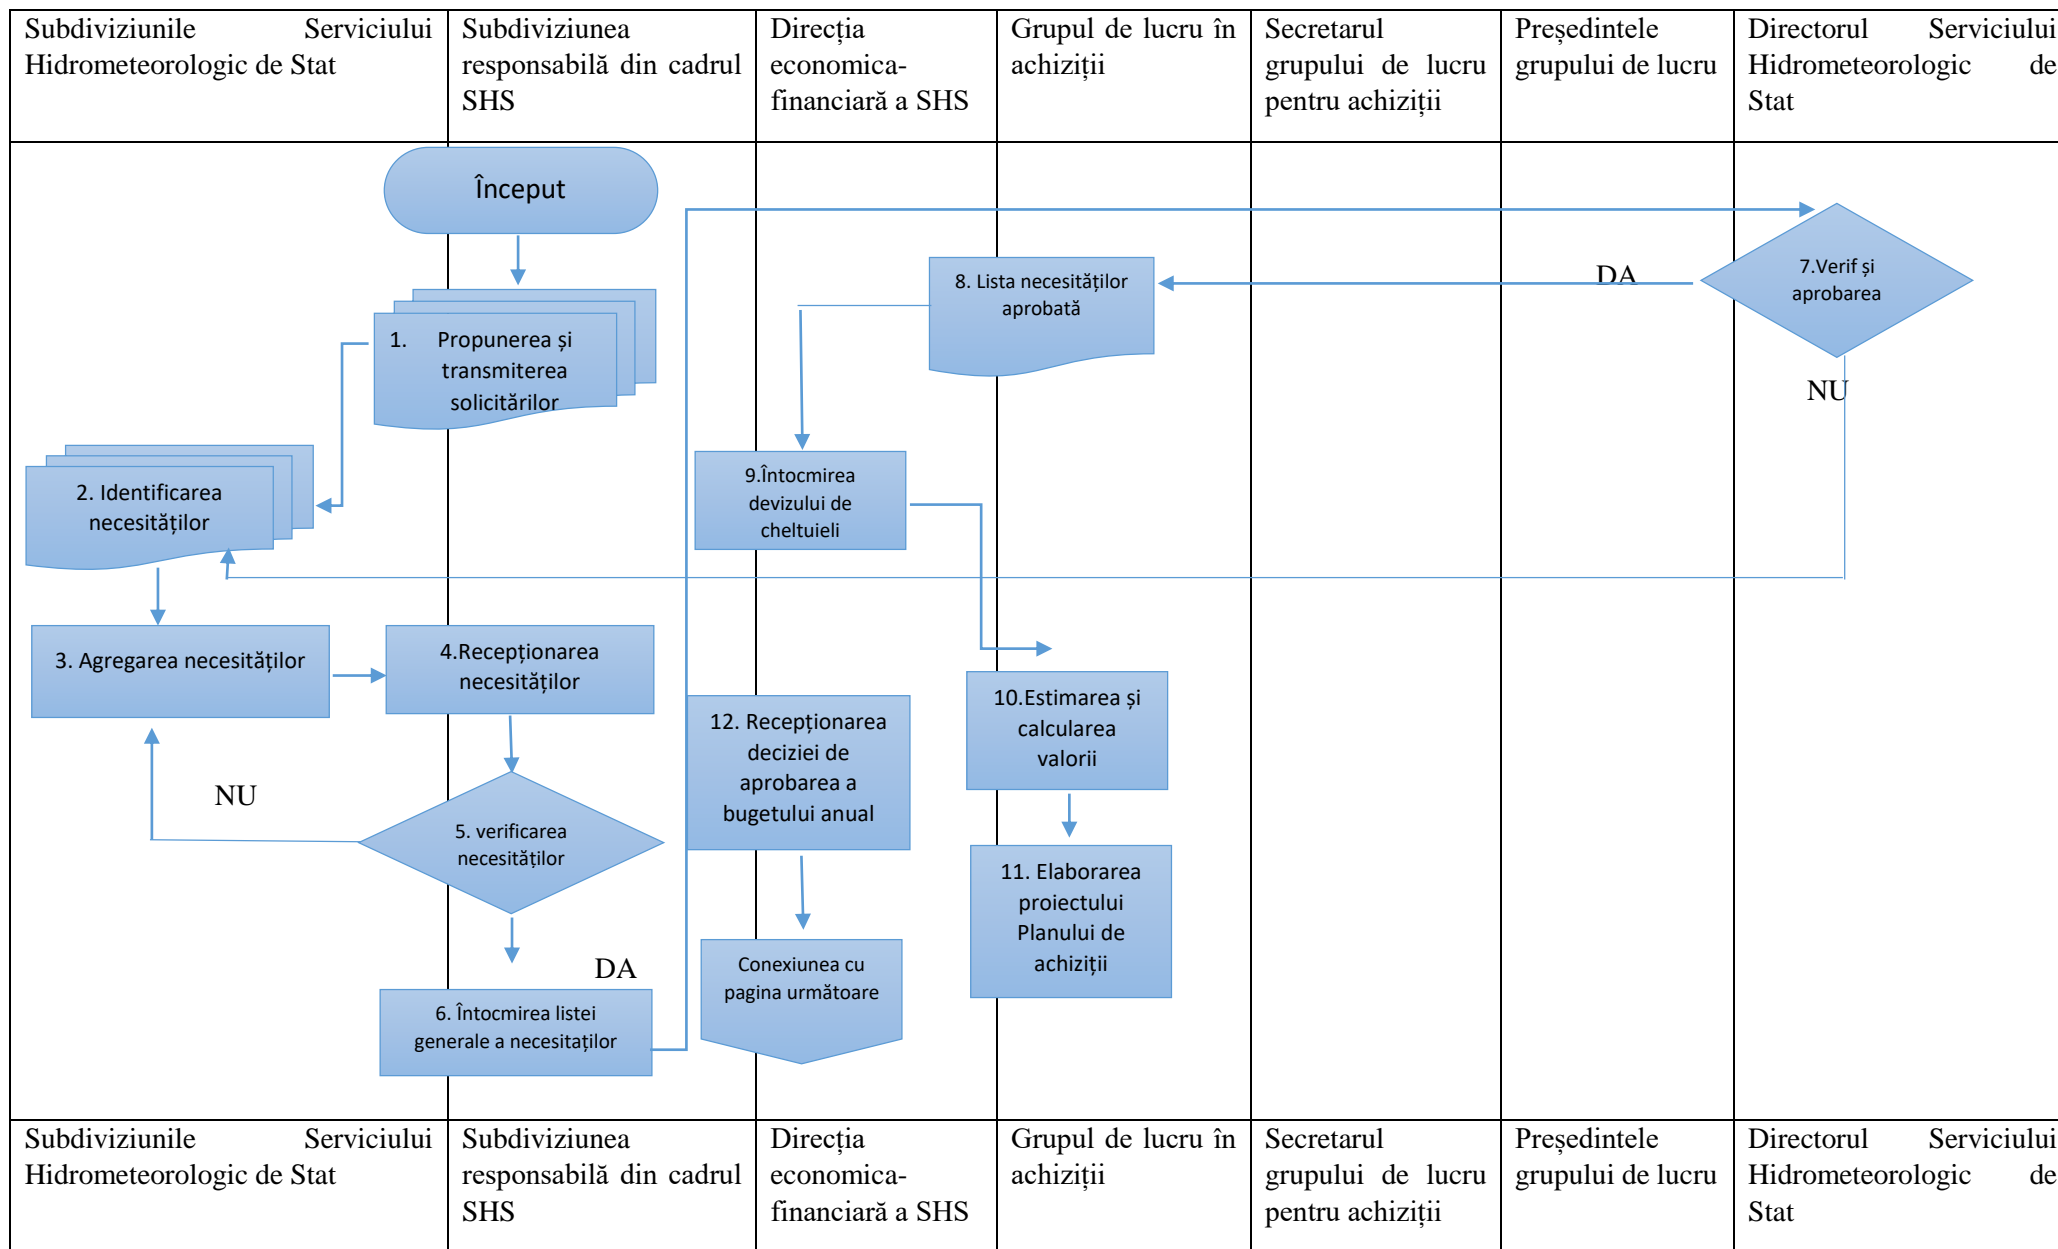 Subdiviziunile Serviciului
Hidrometeorologic de Stat
Subdiviziunea
responsabilă din cadrul
SHS
Direcția
economica-
financiară a SHS
Grupul de lucru în
achiziții
Secretarul
grupului de lucru
pentru achiziții
Președintele
grupului de lucru
Directorul Serviciului
Hidrometeorologic de
Stat
Început
1. Propunerea și
transmiterea
solicitărilor
2. Identificarea
necesităților
3. Agregarea necesităților
4.Recepționarea
necesităților
NU
5. verificarea
necesităților
DA
6. Întocmirea listei
generale a necesitaților
7.Verif și
aprobarea
DA
NU
8. Lista necesităților
aprobată
9.Întocmirea
devizului de
cheltuieli
10.Estimarea și
calcularea
valorii
11. Elaborarea
proiectului
Planului de
achiziții
12. Recepționarea
deciziei de
aprobarea a
bugetului anual
Conexiunea cu
pagina următoare
Subdiviziunile Serviciului
Hidrometeorologic de Stat
Subdiviziunea
responsabilă din cadrul
SHS
Direcția
economica-
financiară a SHS
Grupul de lucru în
achiziții
Secretarul
grupului de lucru
pentru achiziții
Președintele
grupului de lucru
Directorul Serviciului
Hidrometeorologic de
Stat